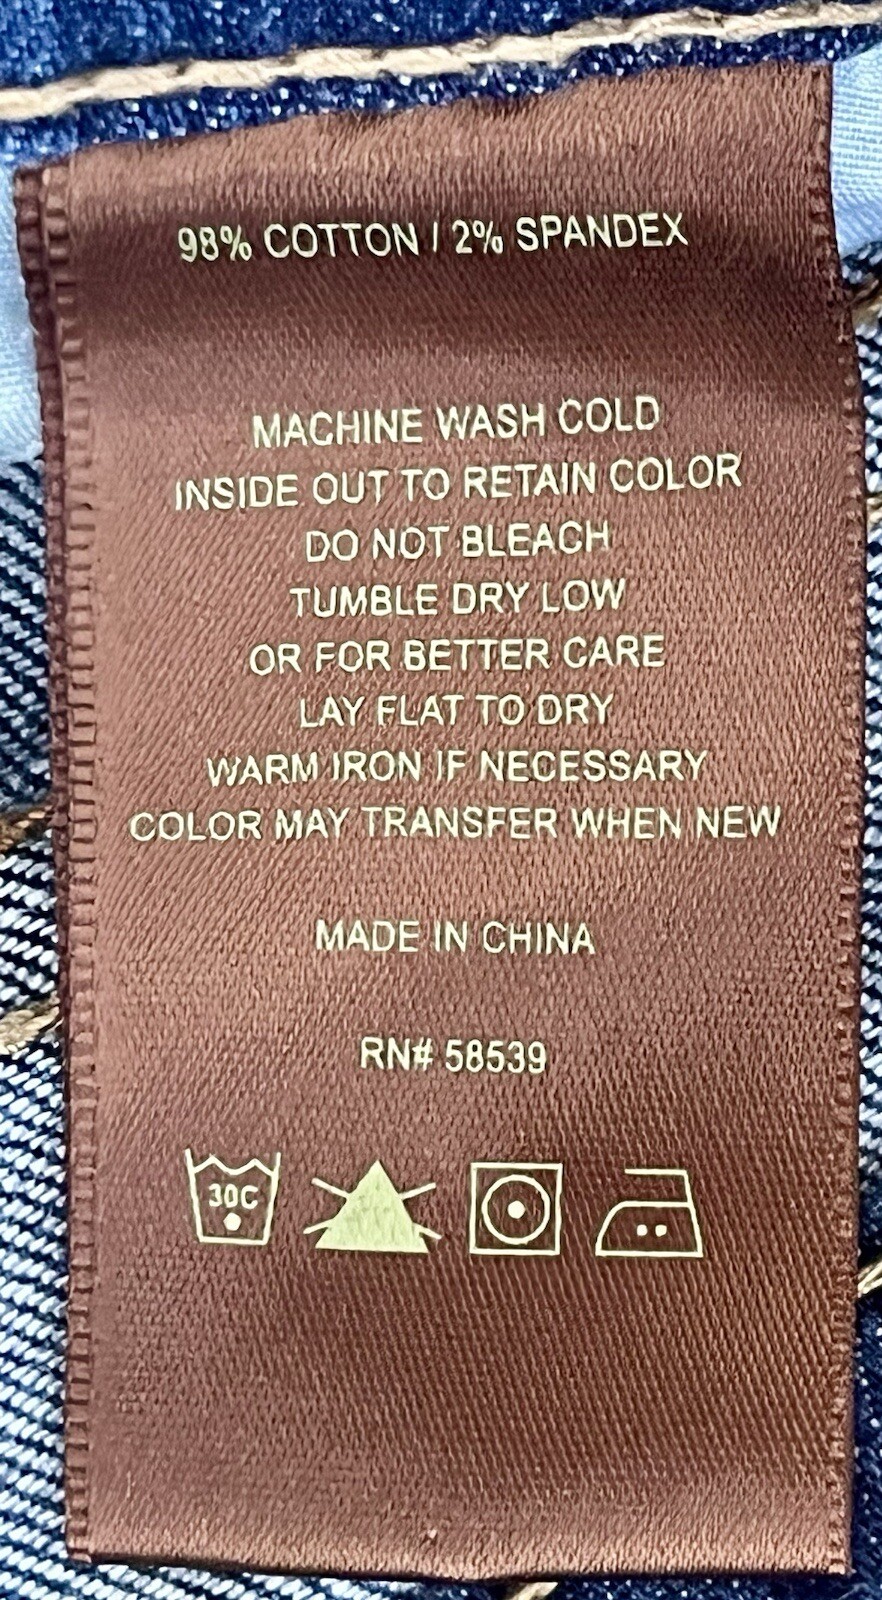 98% COTTON / 2% SPANDEX
MACHINE WASH COLD
INSIDE OUT TO RETAIN COLOR
DO NOT BLEACH
TUMBLE DRY LOW
OR FOR BETTER CARE
LAY FLAT TO DRY
WARM IRON IF NECESSARY
COLOR MAY TRANSFER WHEN NEW
MADE IN CHINA
RN# 58539
30C